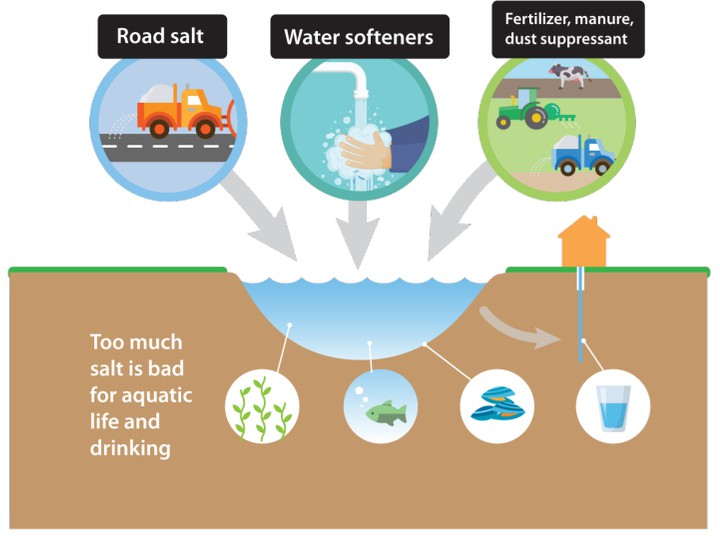 Road salt
Water softeners
Fertilizer, manure,
dust suppressant
Too much
salt is bad
for aquatic
life and
drinking